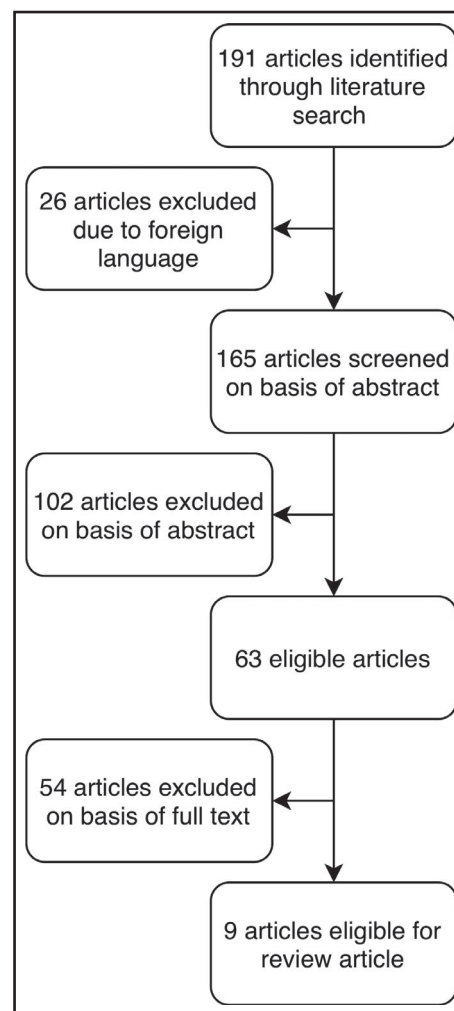 191 articles identified
through literature
search
26 articles excluded
due to foreign
language
165 articles screened
on basis of abstract
102 articles excluded
on basis of abstract
63 eligible articles
54 articles excluded
on basis of full text
9 articles eligible for
review article